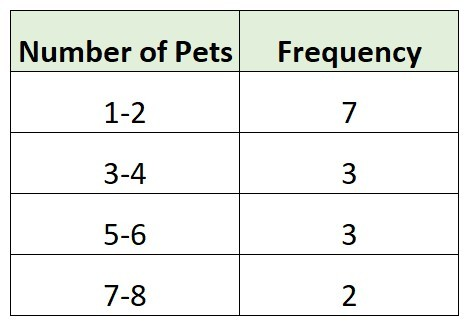 Number of Pets Frequency
1-2 7
3-4 3
5-6 3
7-8 2